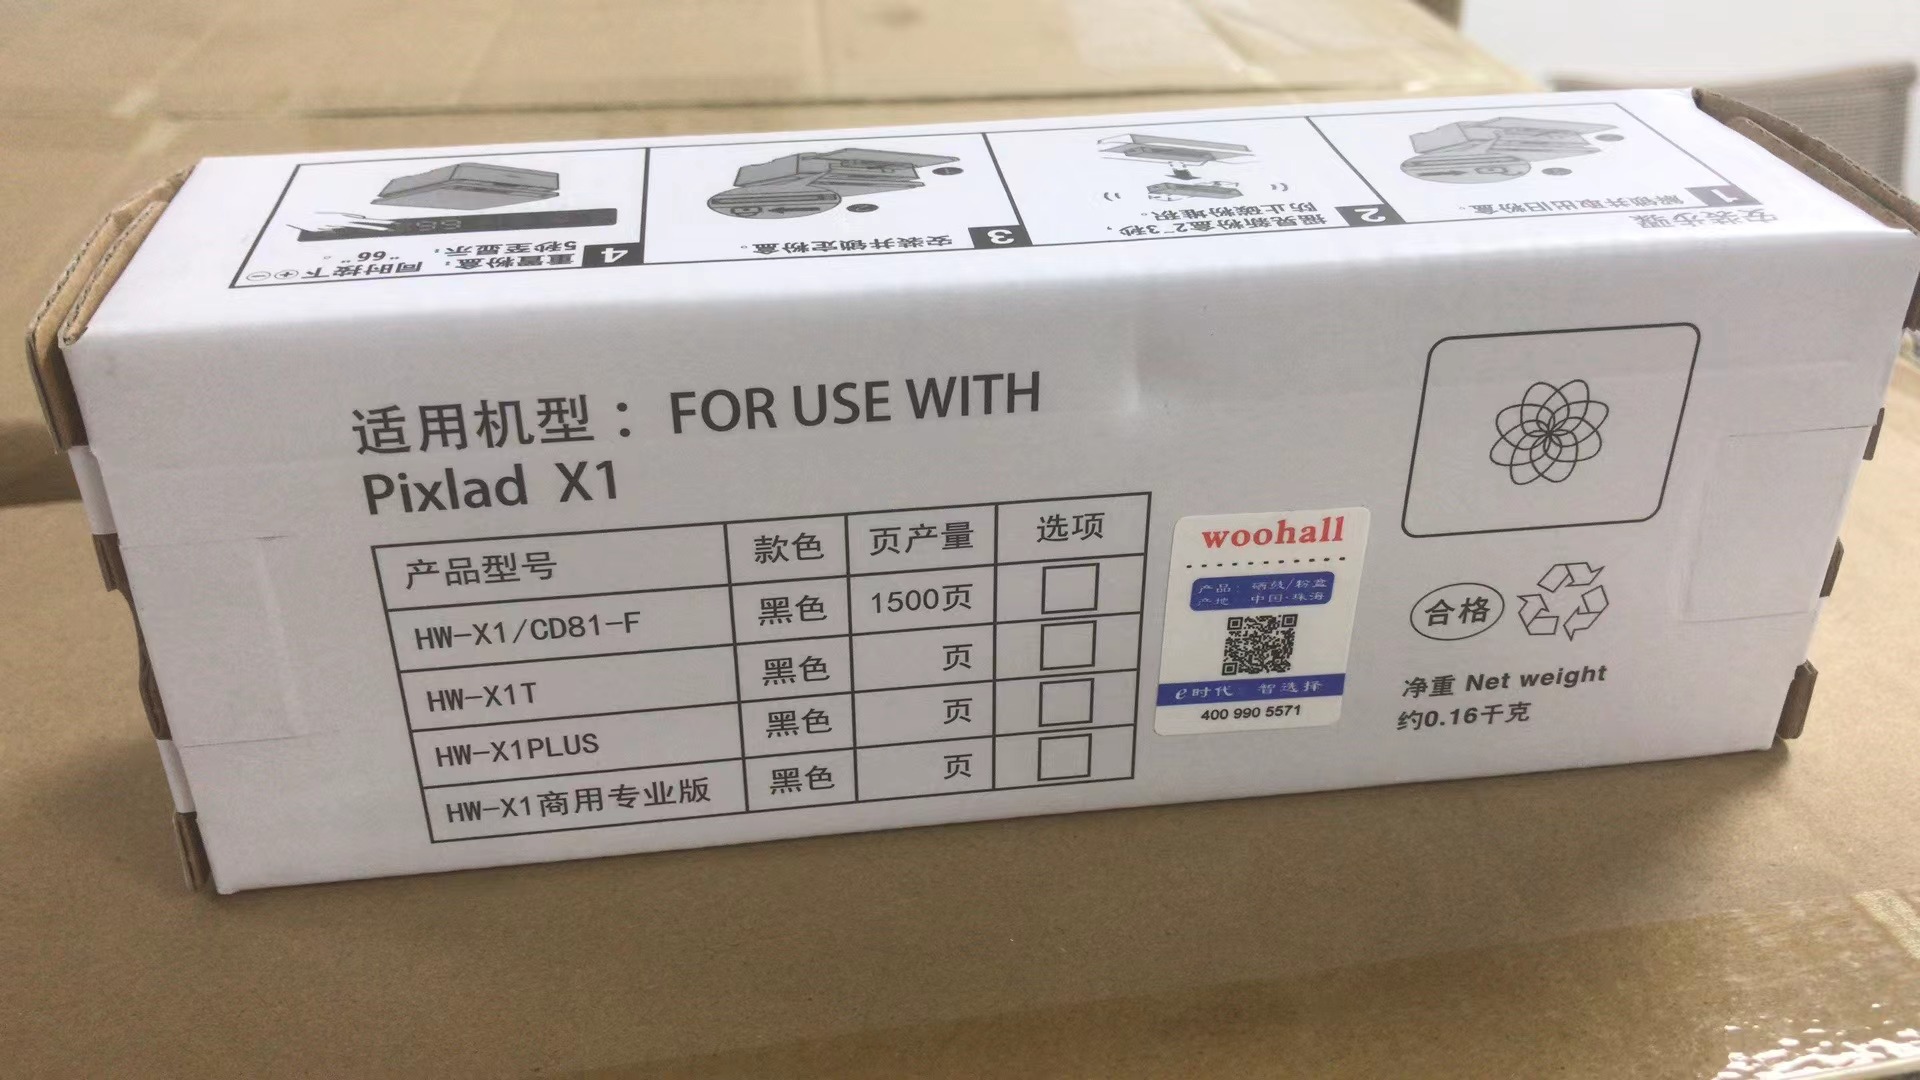 安装步骤
1 解锁并取出旧粉盒。
2 摇晃新粉盒2~3秒，
防止碳粉堆积。
3 安装并锁定粉盒。
4 重置粉盒：同时按下⊕⊖
5秒至显示：“66”。
适用机型：FOR USE WITH
Pixlad X1
产品型号 款色 页产量 选项
HW-X1/CD81-F 黑色 1500页
HW-X1T 黑色 页
HW-X1PLUS 黑色 页
HW-X1商用专业版 黑色 页
woohall
产品：硒鼓/粉盒
产地：中国·珠海
e时代 智选择
400 990 5571
合格
净重 Net weight
约0.16千克